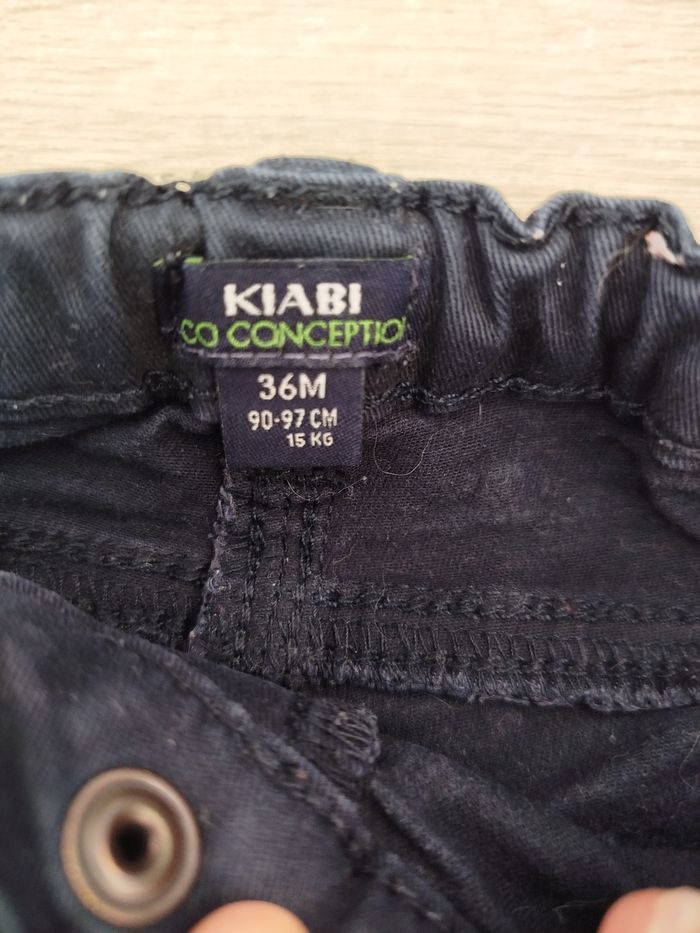 KIABI
CO CONCEPTIO
36M
90-97 CM
15 KG